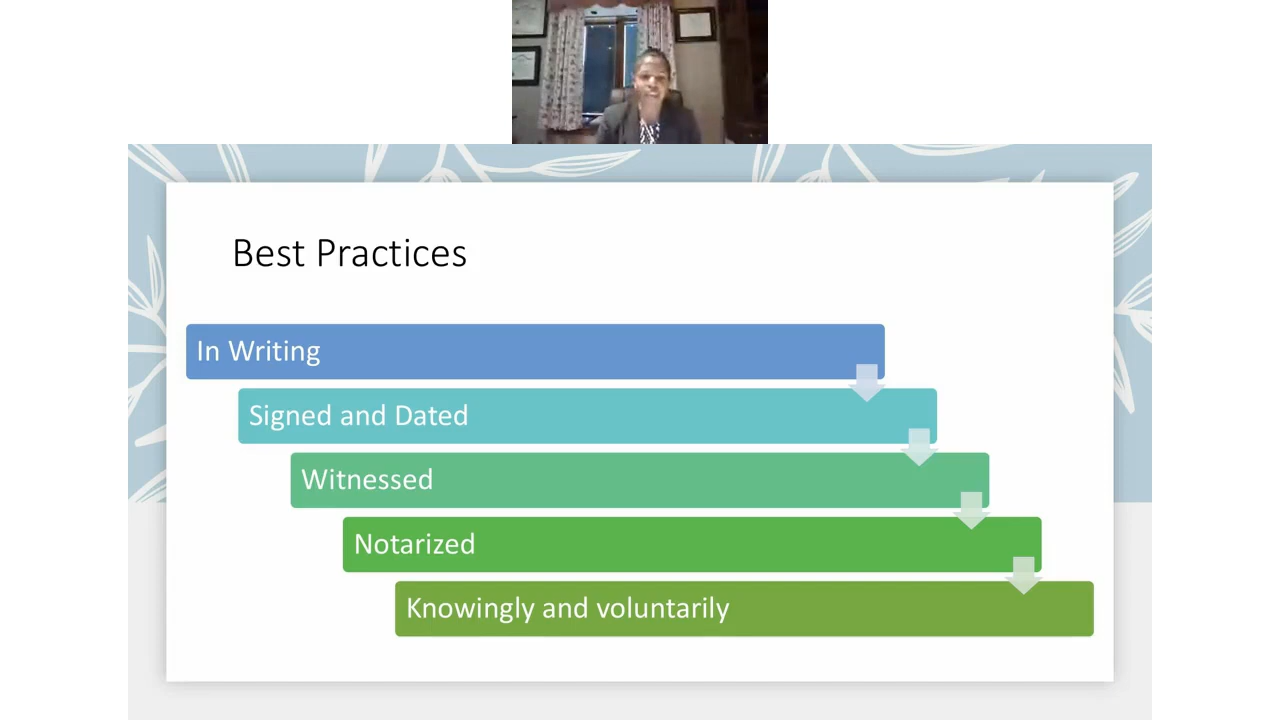 Best Practices
In Writing
Signed and Dated
Witnessed
Notarized
Knowingly and voluntarily